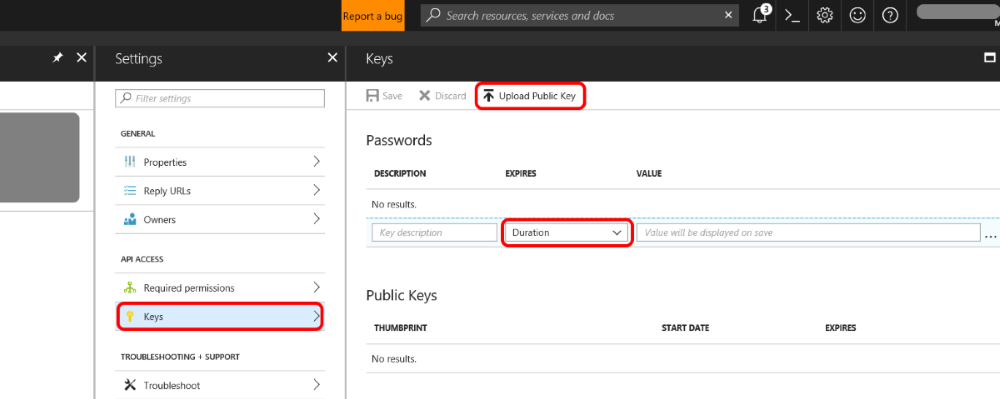 Report a bug
Search resources, services and docs
3
M
Settings
Keys
Filter settings
Save
Discard
Upload Public Key
GENERAL
Properties
Reply URLs
Owners
API ACCESS
Required permissions
Keys
TROUBLESHOOTING + SUPPORT
Troubleshoot
Passwords
DESCRIPTION EXPIRES VALUE
No results.
Key description Duration Value will be displayed on save ...
Public Keys
THUMBPRINT START DATE EXPIRES
No results.